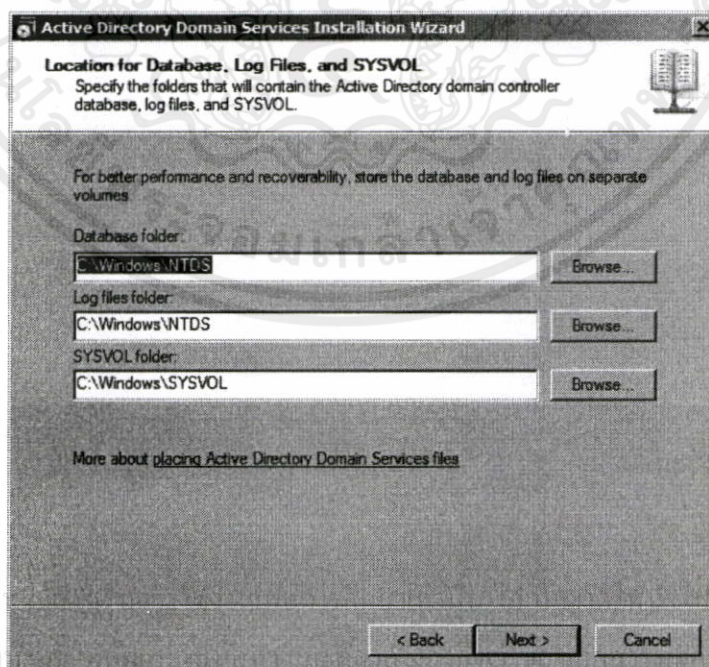 Active Directory Domain Services Installation Wizard
Location for Database, Log Files, and SYSVOL
Specify the folders that will contain the Active Directory domain controller
database, log files, and SYSVOL.
For better performance and recoverability, store the database and log files on separate
volumes.
Database folder:
C:\Windows\NTDS
Browse...
Log files folder:
C:\Windows\NTDS
Browse...
SYSVOL folder:
C:\Windows\SYSVOL
Browse...
More about placing Active Directory Domain Services files
< Back
Next >
Cancel